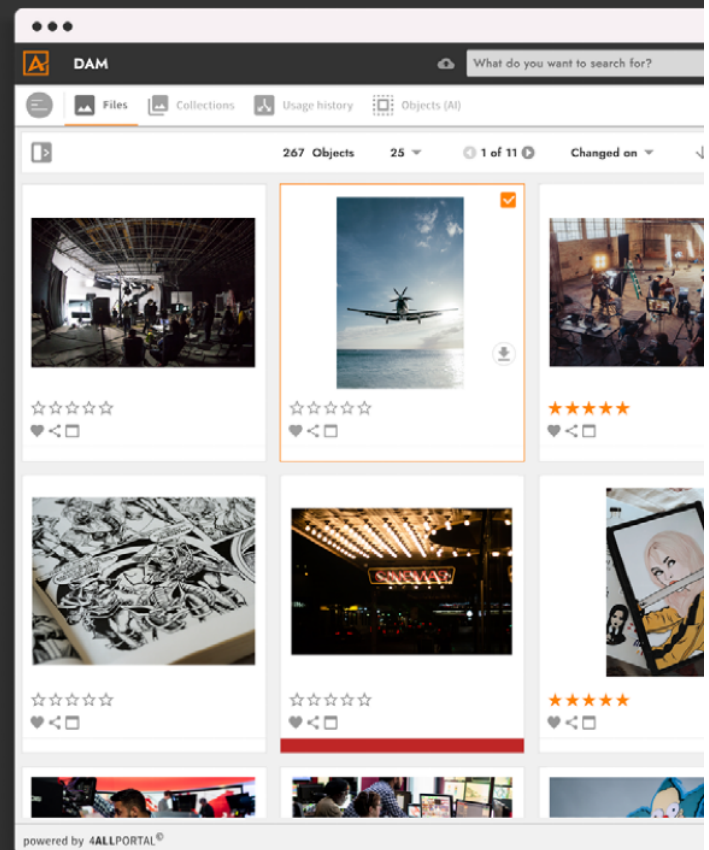 DAM
What do you want to search for?
Files Collections Usage history Objects (AI)
267 Objects 25 1 of 11 Changed on
powered by 4ALLPORTAL©